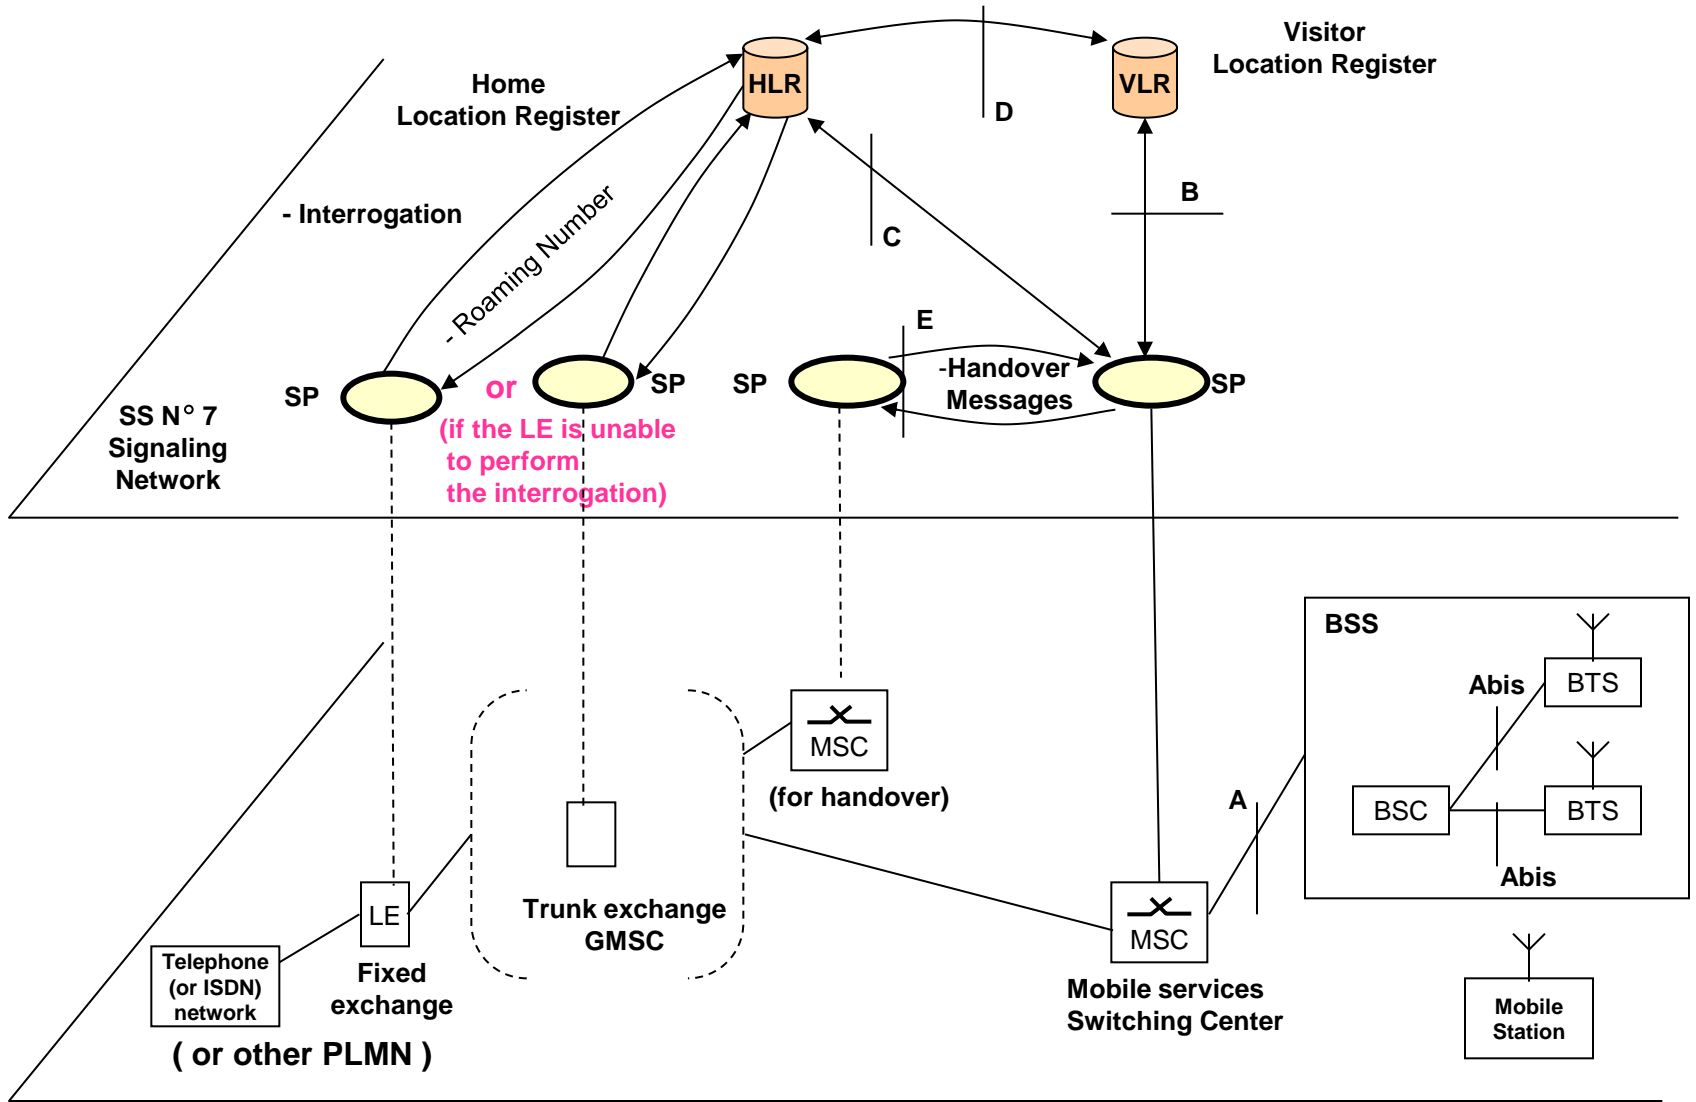 Visitor
Location Register
Home
Location Register
HLR
VLR
D
B
C
- Interrogation
- Roaming Number
E
-Handover
Messages
SP
or
SP
SP
SP
(if the LE is unable
to perform
the interrogation)
SS N° 7
Signaling
Network
BSS
Abis
BTS
BSC
BTS
Abis
MSC
(for handover)
A
LE
Trunk exchange
GMSC
MSC
Telephone
(or ISDN)
network
Fixed
exchange
Mobile services
Switching Center
Mobile
Station
( or other PLMN )